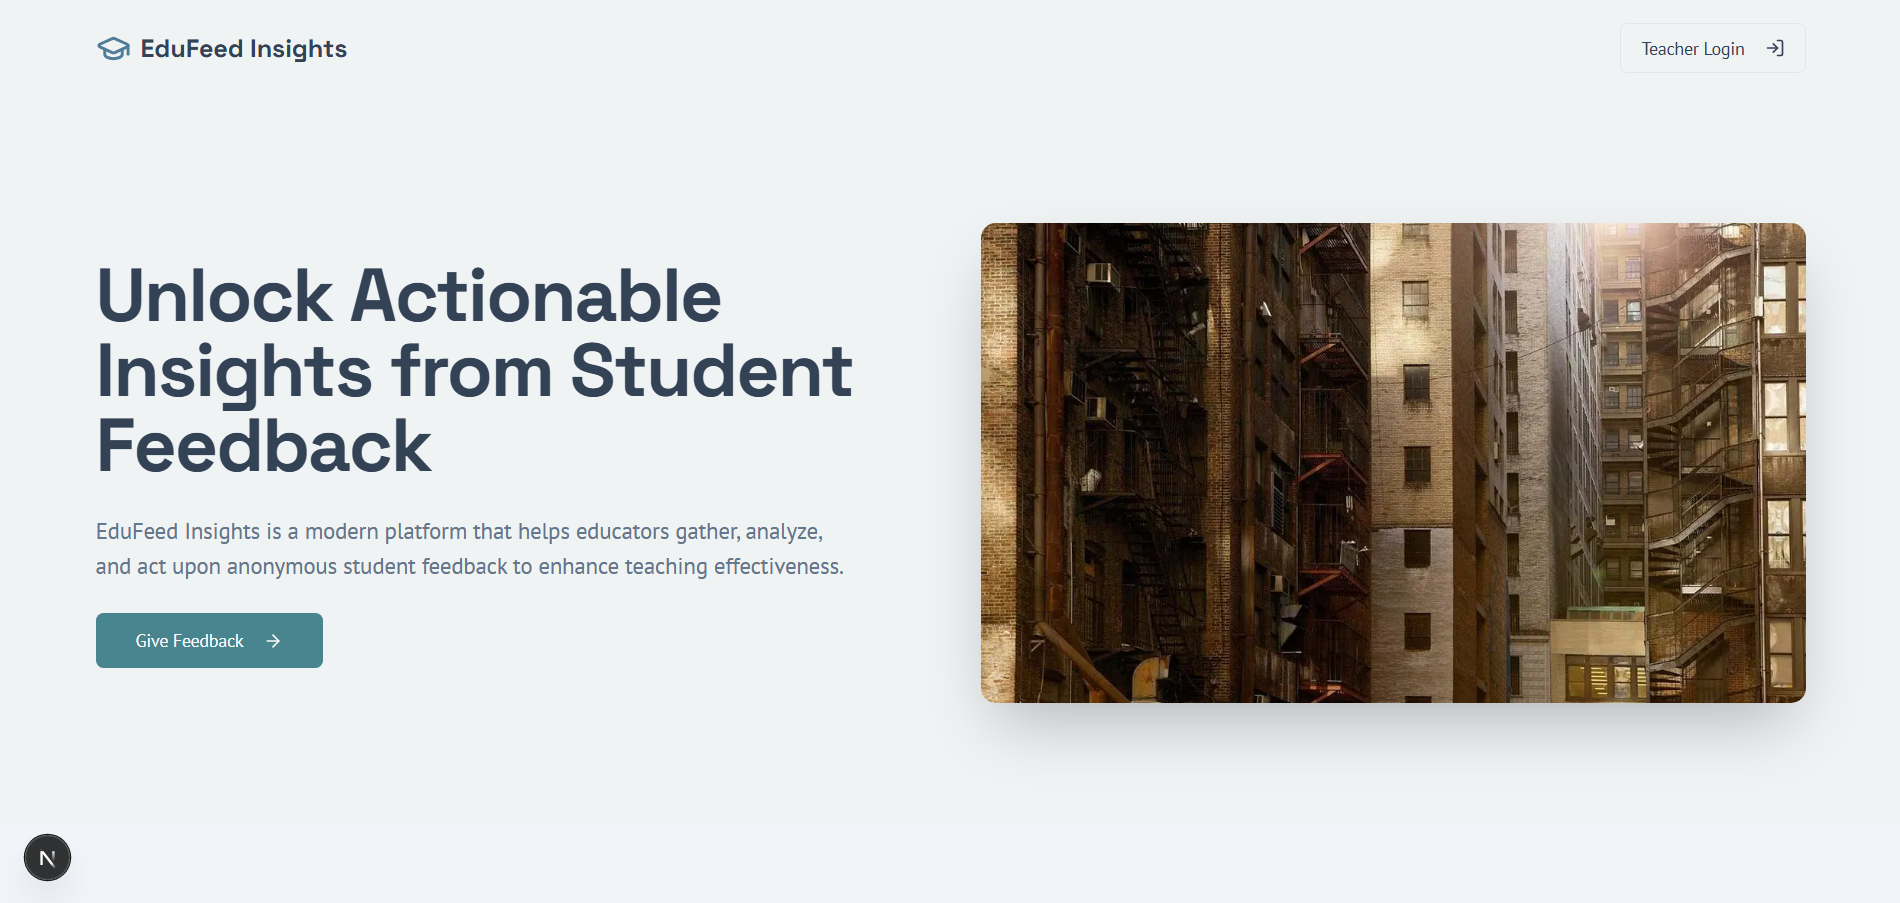 EduFeed Insights
Teacher Login
Unlock Actionable
Insights from Student
Feedback
EduFeed Insights is a modern platform that helps educators gather, analyze,
and act upon anonymous student feedback to enhance teaching effectiveness.
Give Feedback
N